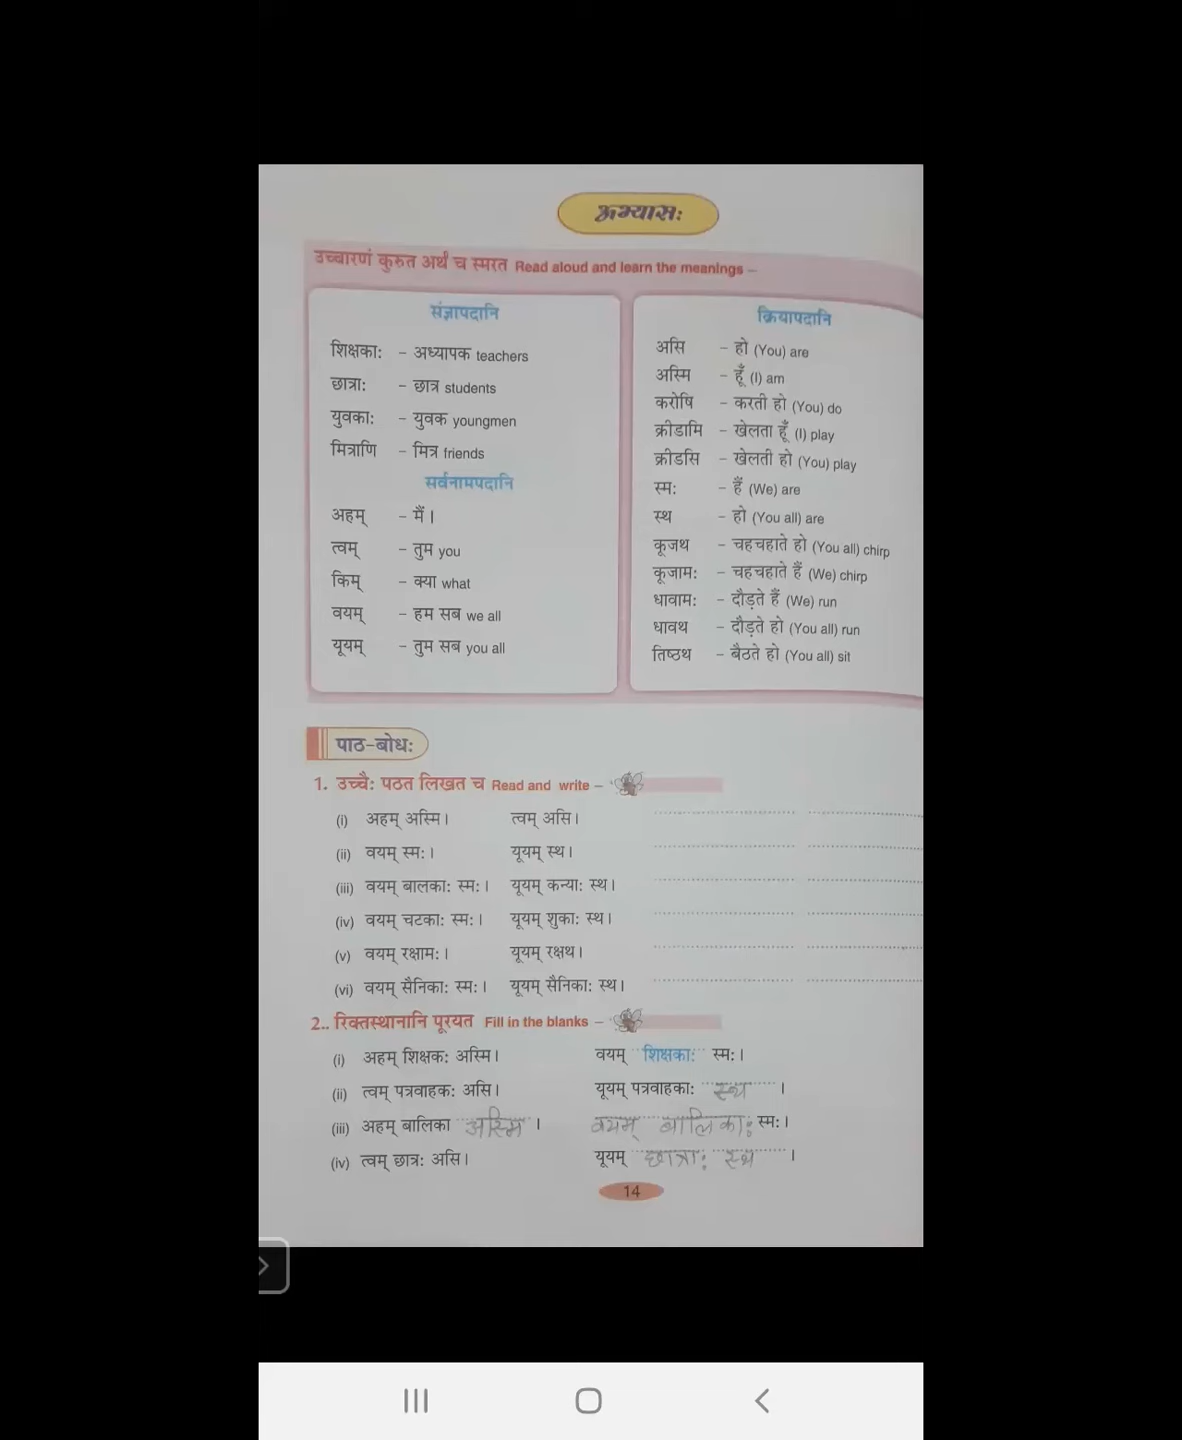 अभ्यासः
उच्चारणं कुरुत अर्थं च स्मरत Read aloud and learn the meanings –
संज्ञापदानि
शिक्षकाः – अध्यापक teachers
छात्राः – छात्र students
युवकाः – युवक youngmen
मित्राणि – मित्र friends
सर्वनामपदानि
अहम् – मैं ।
त्वम् – तुम you
किम् – क्या what
वयम् – हम सब we all
यूयम् – तुम सब you all
क्रियापदानि
असि – हो (You) are
अस्मि – हूँ (I) am
करोषि – करती हो (You) do
क्रीडामि – खेलता हूँ (I) play
क्रीडसि – खेलती हो (You) play
स्मः – हैं (We) are
स्थ – हो (You all) are
कूजथ – चहचहाते हो (You all) chirp
कूजामः – चहचहाते हैं (We) chirp
धावामः – दौड़ते हैं (We) run
धावथ – दौड़ते हो (You all) run
तिष्ठथ – बैठते हो (You all) sit
पाठ-बोधः
1. उच्चैः पठत लिखत च Read and write –
(i) अहम् अस्मि। त्वम् असि।
(ii) वयम् स्मः। यूयम् स्थ।
(iii) वयम् बालकाः स्मः। यूयम् कन्याः स्थ।
(iv) वयम् चटकाः स्मः। यूयम् शुकाः स्थ।
(v) वयम् रक्षामः। यूयम् रक्षथ।
(vi) वयम् सैनिकाः स्मः। यूयम् सैनिकाः स्थ।
2.. रिक्तस्थानानि पूरयत Fill in the blanks –
(i) अहम् शिक्षकः अस्मि। वयम् शिक्षकाः स्मः।
(ii) त्वम् पत्रवाहकः असि। यूयम् पत्रवाहकाः स्थ ।
(iii) अहम् बालिका अस्मि । वयम् बालिकाः स्मः।
(iv) त्वम् छात्रः असि। यूयम् छात्राः स्थ ।
14